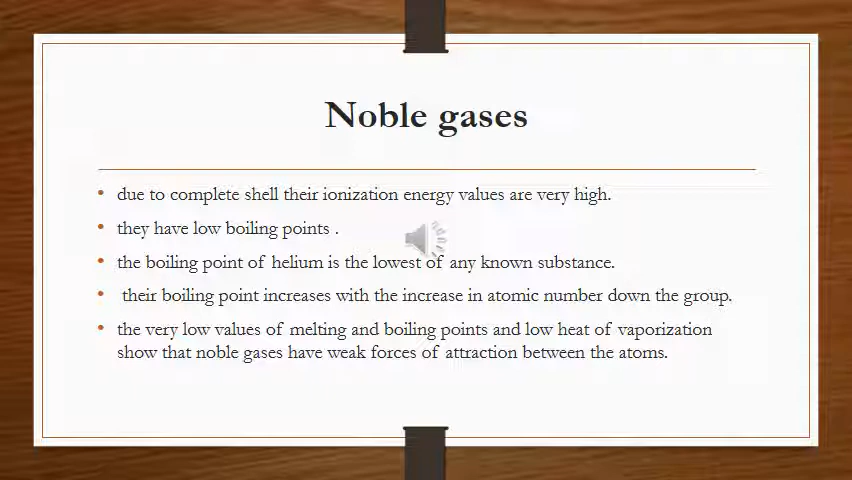 Noble gases
• due to complete shell their ionization energy values are very high.
• they have low boiling points .
• the boiling point of helium is the lowest of any known substance.
• their boiling point increases with the increase in atomic number down the group.
• the very low values of melting and boiling points and low heat of vaporization
show that noble gases have weak forces of attraction between the atoms.